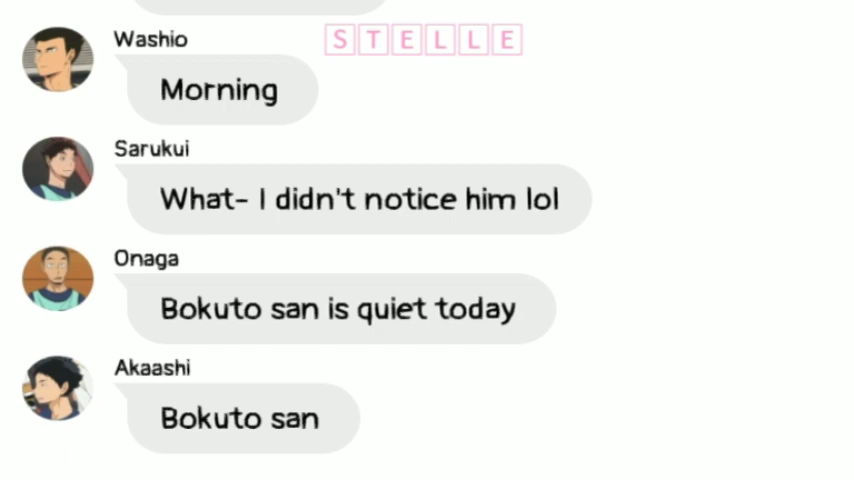 Washio
STELLE
Morning
Sarukui
What- I didn't notice him lol
Onaga
Bokuto san is quiet today
Akaashi
Bokuto san